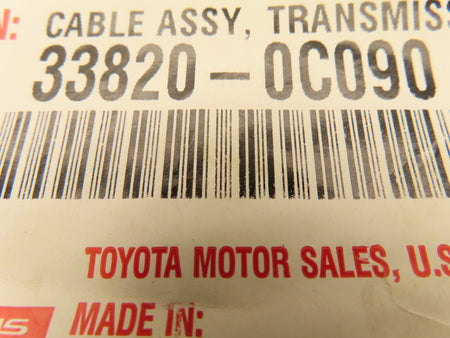 N: CABLE ASSY, TRANSMISS
33820-0C090
TOYOTA MOTOR SALES, U.S
MADE IN: